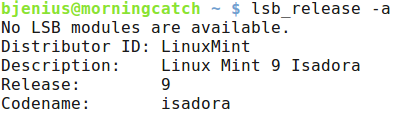 bjenius@morningcatch ~ $ lsb_release -a
No LSB modules are available.
Distributor ID: LinuxMint
Description:    Linux Mint 9 Isadora
Release:        9
Codename:       isadora